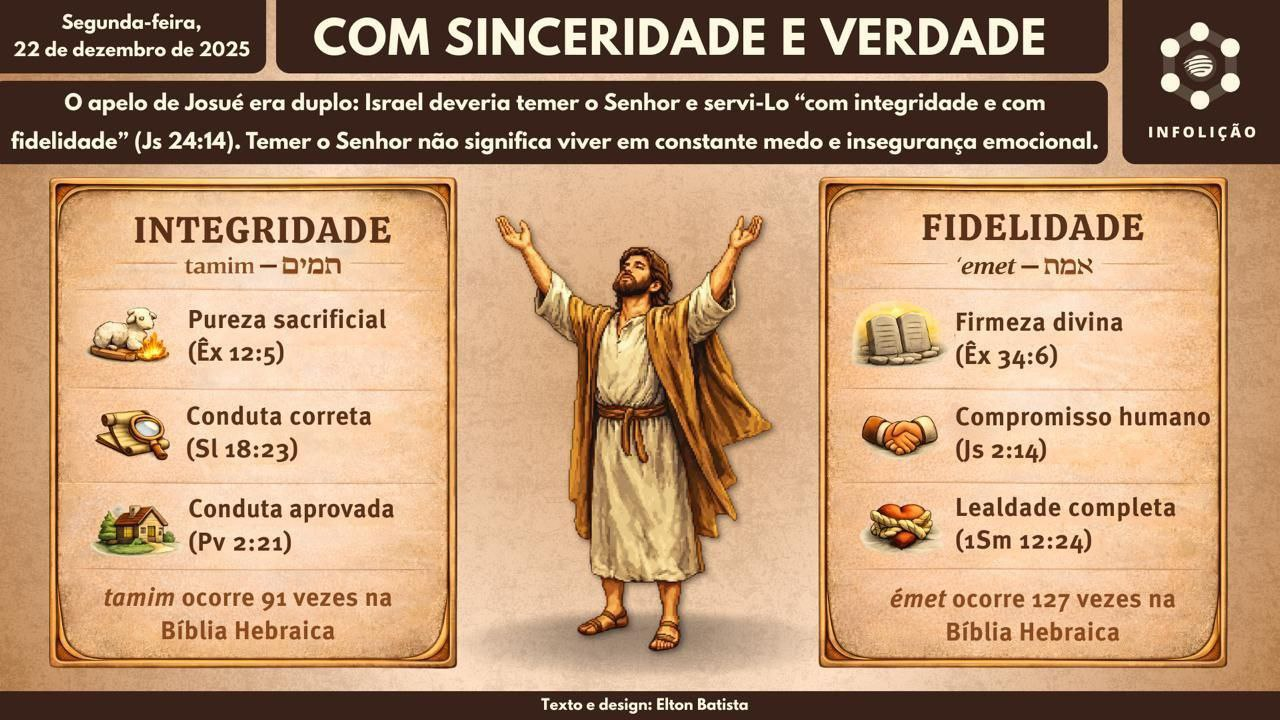 Segunda-feira,
22 de dezembro de 2025
COM SINCERIDADE E VERDADE
INFOLIÇÃO
O apelo de Josué era duplo: Israel deveria temer o Senhor e servi-Lo “com integridade e com
fidelidade” (Js 24:14). Temer o Senhor não significa viver em constante medo e insegurança emocional.
INTEGRIDADE
tamim – תמים
Pureza sacrificial
(Êx 12:5)
Conduta correta
(Sl 18:23)
Conduta aprovada
(Pv 2:21)
tamim ocorre 91 vezes na
Bíblia Hebraica
FIDELIDADE
ʿemet – אמת
Firmeza divina
(Êx 34:6)
Compromisso humano
(Js 2:14)
Lealdade completa
(1Sm 12:24)
émet ocorre 127 vezes na
Bíblia Hebraica
Texto e design: Elton Batista